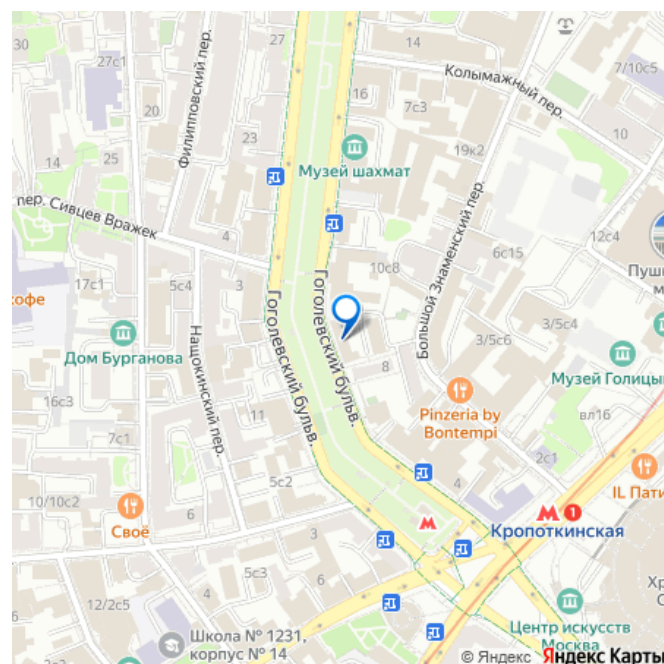 30
27с1
27
14
7/10с5
Колымажный пер.
Филипповский пер.
20
16
7с3
10
23
14
25
19к2
Музей шахмат
пер. Сивцев Вражек
4
Большой Знаменский пер.
6с15
12с4
10с8
17с1
5с4
3
кофе
Гоголевский бульв.
Гоголевский бульв.
Дом Бурганова
Нащокинский пер.
3/5с6
3/5с4
8
Музей Голицы
16с3
Pinzeria by
Bontempi
вл16
11
7с1
2с1
5с2
4
IL Пати
10/10с2
6
Своё
1
Кропоткинская
5с3
6
3
12/2с5
Школа № 1231,
корпус № 14
Центр искусств
Москва
© Яндекс Яндекс Карты